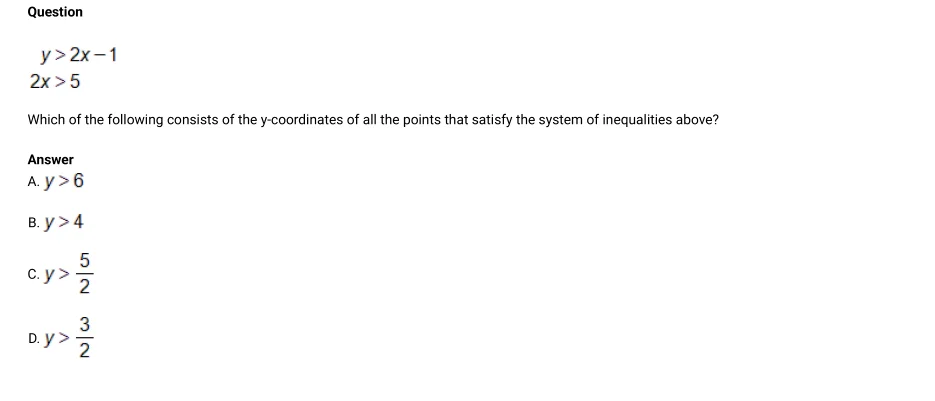 Question
y > 2x – 1
2x > 5
Which of the following consists of the y-coordinates of all the points that satisfy the system of inequalities above?
Answer
A. y > 6
B. y > 4
C. y > 5/2
D. y > 3/2